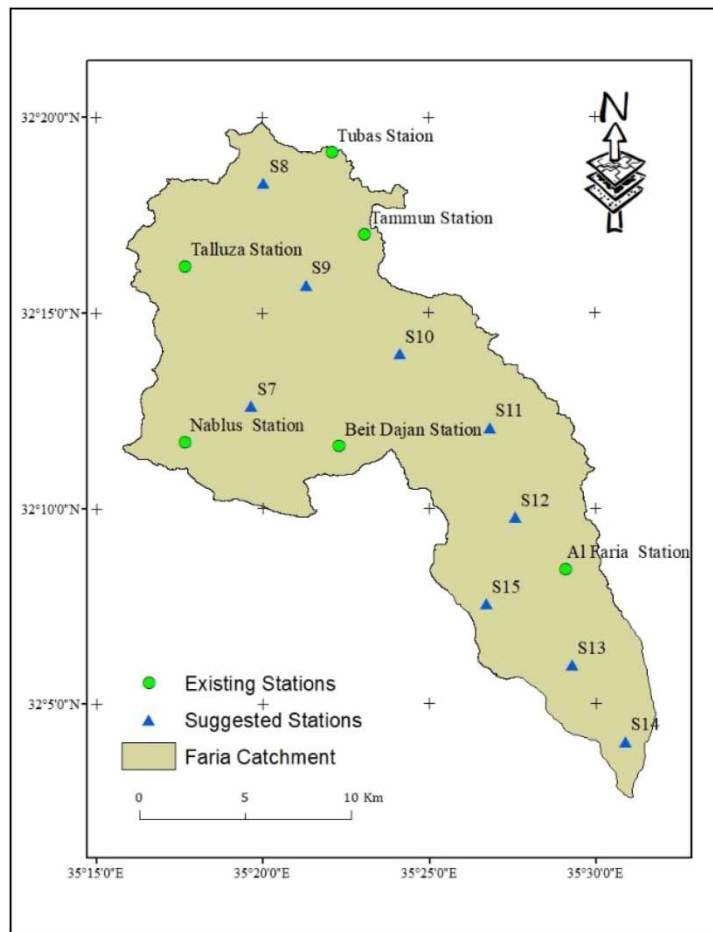 N
32°20'0"N
Tubas Staion
S8
Tammun Station
Talluza Station
S9
32°15'0"N
S10
S7
Nablus Station
Beit Dajan Station
S11
32°10'0"N
S12
Al Faria Station
S15
S13
Existing Stations
32°5'0"N
Suggested Stations
S14
Faria Catchment
0 5 10 Km
35°15'0"E 35°20'0"E 35°25'0"E 35°30'0"E